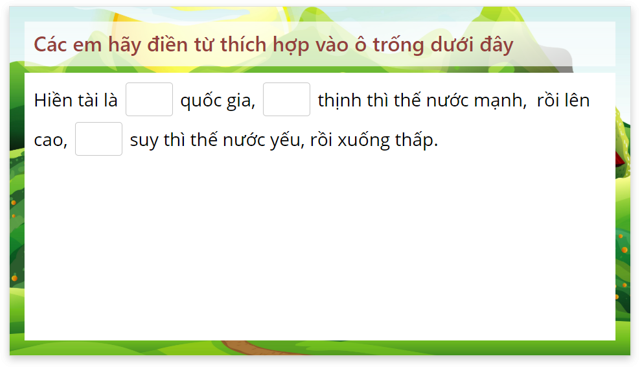 Các em hãy điền từ thích hợp vào ô trống dưới đây
Hiền tài là quốc gia, thịnh thì thế nước mạnh, rồi lên
cao, suy thì thế nước yếu, rồi xuống thấp.